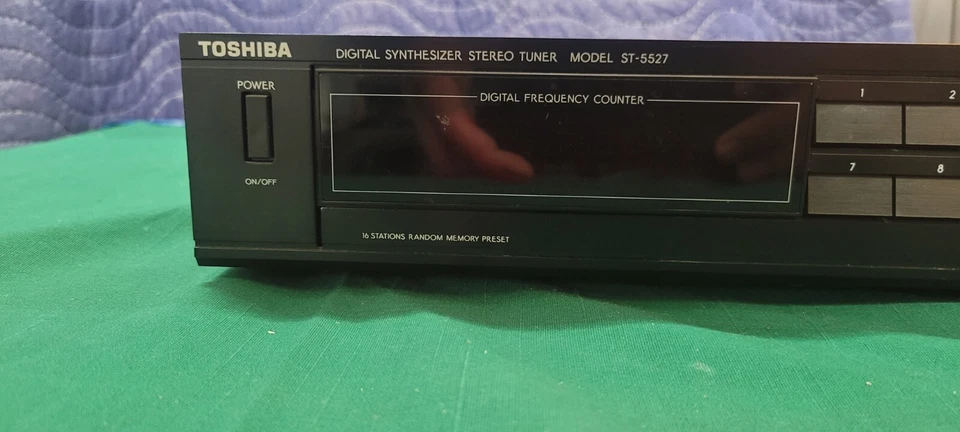 TOSHIBA DIGITAL SYNTHESIZER STEREO TUNER MODEL ST-5527
POWER
DIGITAL FREQUENCY COUNTER
1 2
7 8
ON/OFF
16 STATIONS RANDOM MEMORY PRESET